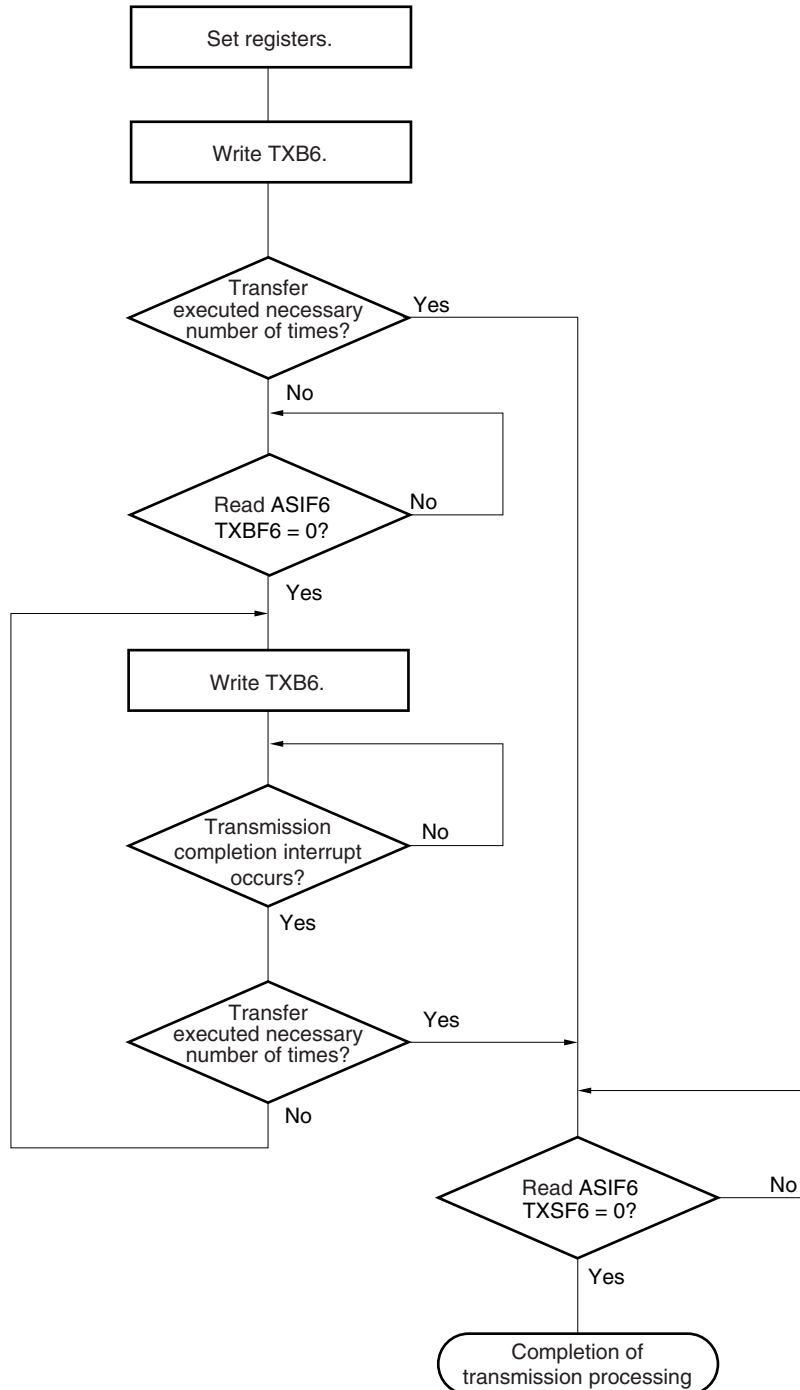 Set registers.
Write TXB6.
Transfer
executed necessary
number of times?
Yes
No
Read ASIF6
TXBF6 = 0?
No
Yes
Write TXB6.
Transmission
completion interrupt
occurs?
No
Yes
Transfer
executed necessary
number of times?
Yes
No
Read ASIF6
TXSF6 = 0?
No
Yes
Completion of
transmission processing